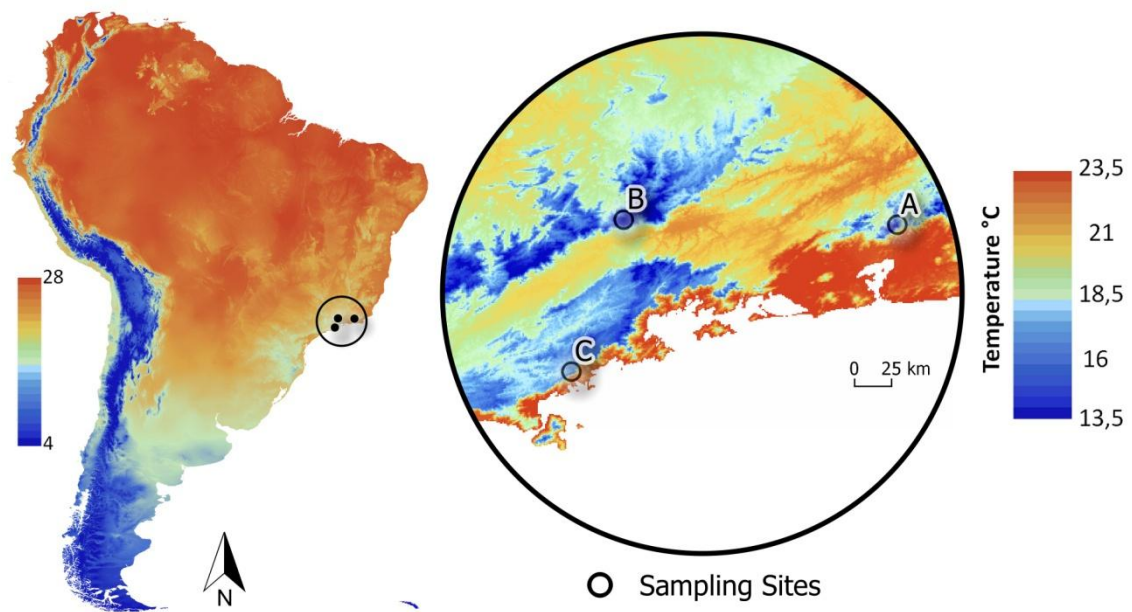 28
4
N
A
B
C
0 25 km
Sampling Sites
Temperature °C
23,5
21
18,5
16
13,5